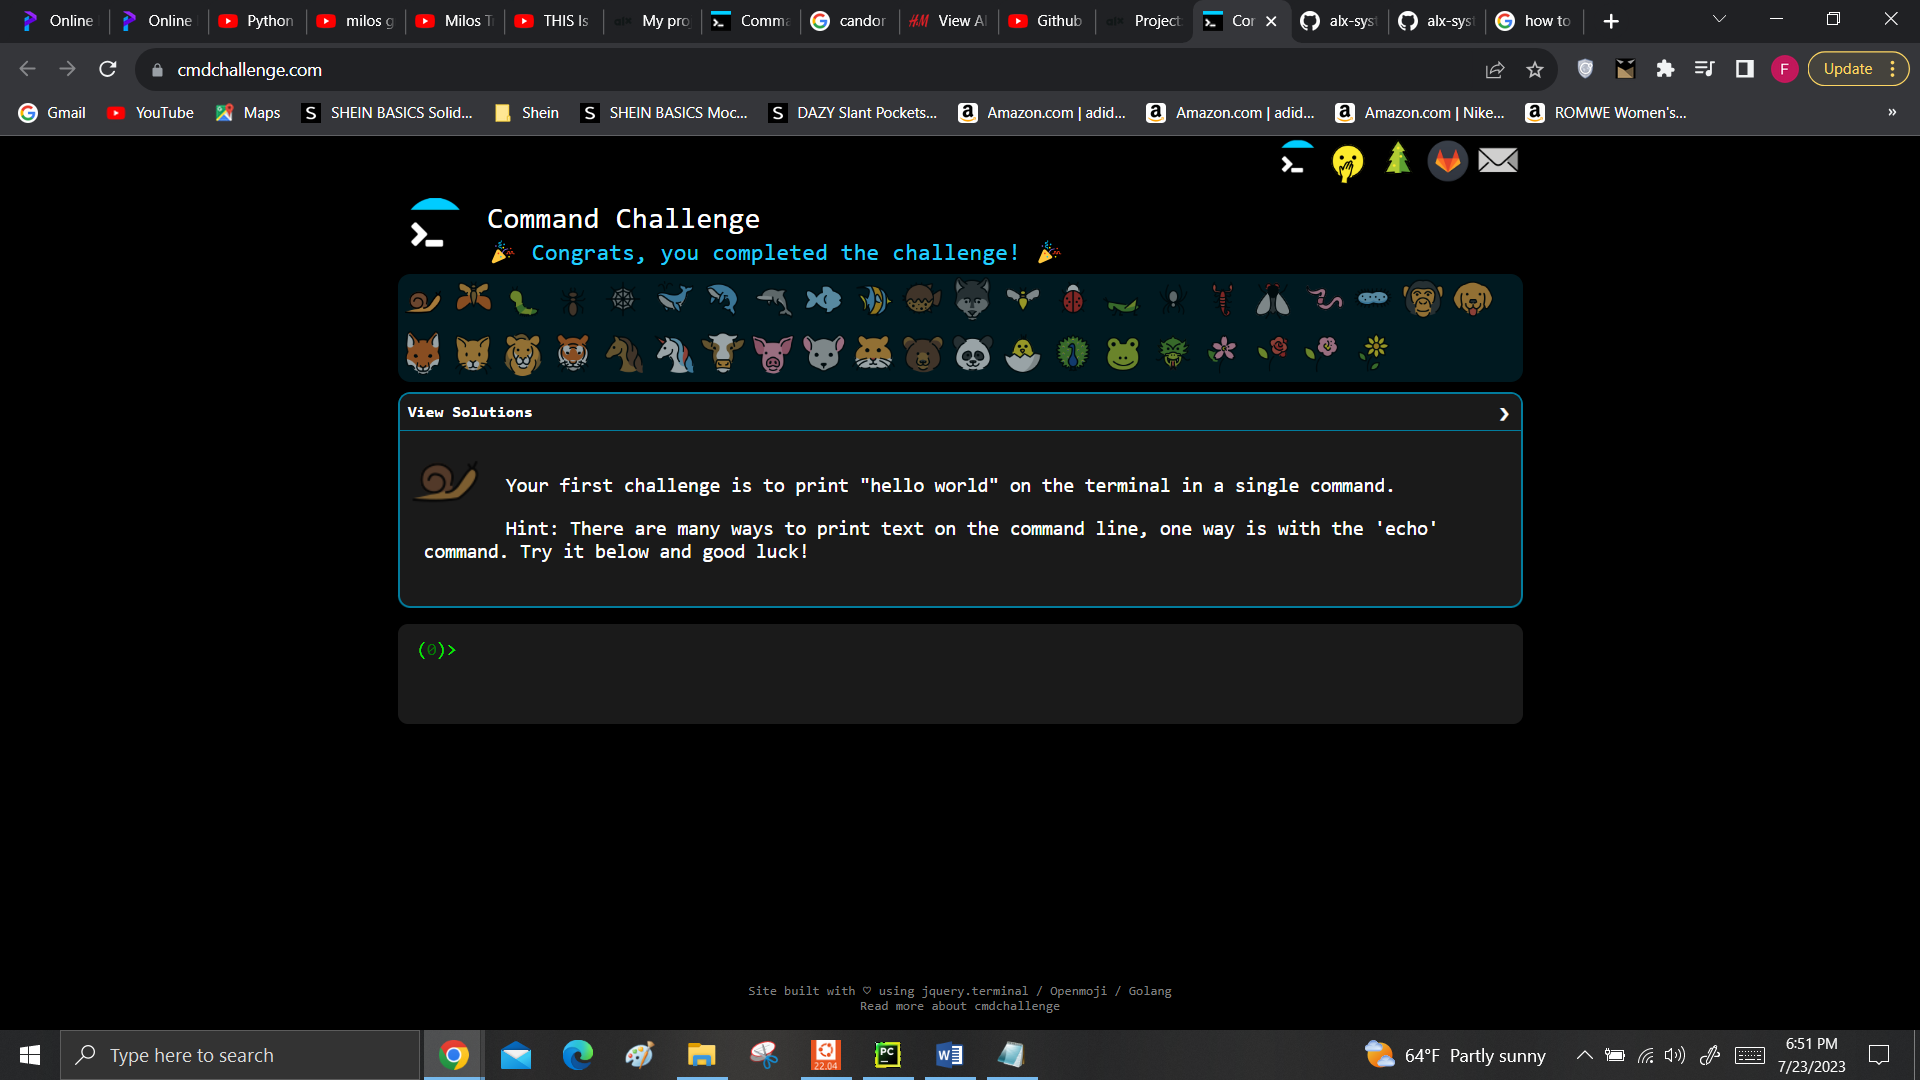 Online
Online
Python
milos g
Milos T
THIS Is
My pro
Comma
candor
View Al
Github
Project
Cor
alx-sys
alx-syst
how to
cmdchallenge.com
F
Update
Gmail
YouTube
Maps
SHEIN BASICS Solid...
Shein
SHEIN BASICS Moc...
DAZY Slant Pockets...
Amazon.com | adid...
Amazon.com | adid...
Amazon.com | Nike...
ROMWE Women's...
»
Command Challenge
Congrats, you completed the challenge!
View Solutions
Your first challenge is to print "hello world" on the terminal in a single command.
Hint: There are many ways to print text on the command line, one way is with the 'echo'
command. Try it below and good luck!
(0)>
Site built with ♡ using jquery.terminal / Openmoji / Golang
Read more about cmdchallenge
Type here to search
22.04
PC
W
64°F Partly sunny
6:51 PM
7/23/2023